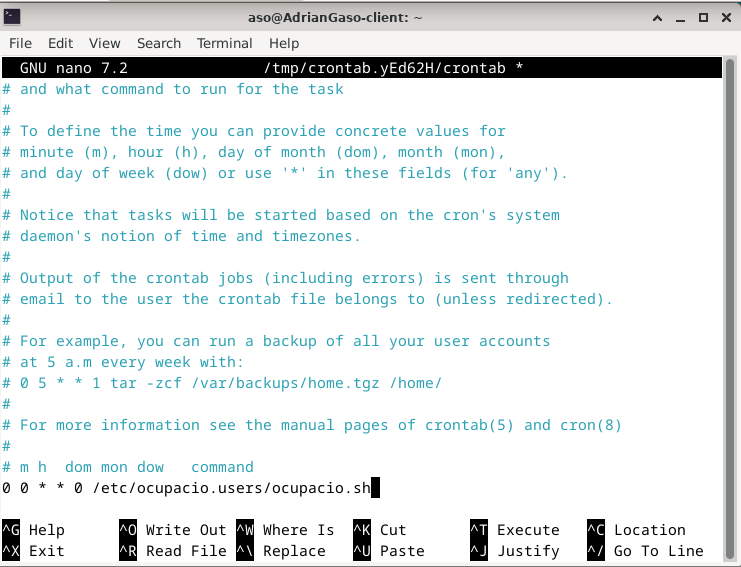 aso@AdrianGaso-client: ~
File Edit View Search Terminal Help
GNU nano 7.2 /tmp/crontab.yEd62H/crontab *
# and what command to run for the task
#
# To define the time you can provide concrete values for
# minute (m), hour (h), day of month (dom), month (mon),
# and day of week (dow) or use '*' in these fields (for 'any').
#
# Notice that tasks will be started based on the cron's system
# daemon's notion of time and timezones.
#
# Output of the crontab jobs (including errors) is sent through
# email to the user the crontab file belongs to (unless redirected).
#
# For example, you can run a backup of all your user accounts
# at 5 a.m every week with:
# 0 5 * * 1 tar -zcf /var/backups/home.tgz /home/
#
# For more information see the manual pages of crontab(5) and cron(8)
#
# m h  dom mon dow   command
0 0 * * 0 /etc/ocupacio.users/ocupacio.sh
^G Help ^O Write Out ^W Where Is ^K Cut ^T Execute ^C Location
^X Exit ^R Read File ^\ Replace ^U Paste ^J Justify ^/ Go To Line